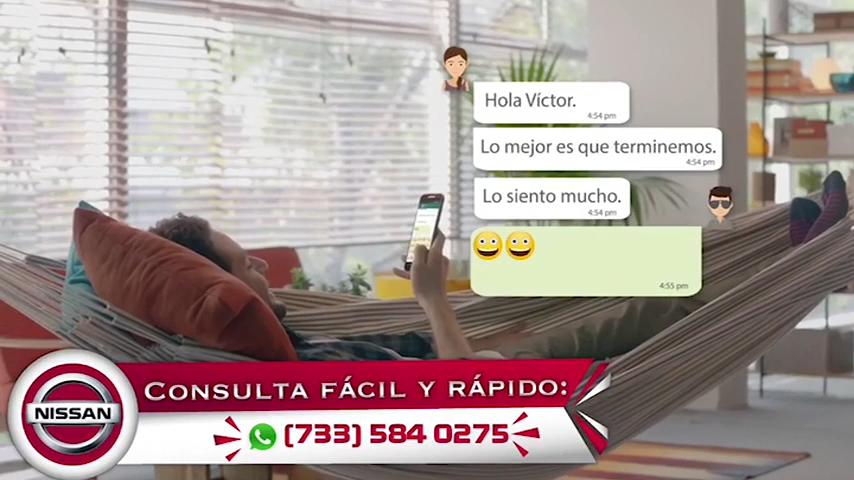 Hola Víctor.
4:54 pm
Lo mejor es que terminemos.
4:54 pm
Lo siento mucho.
4:54 pm
4:55 pm
CONSULTA FÁCIL Y RÁPIDO:
NISSAN
(733) 584 0275